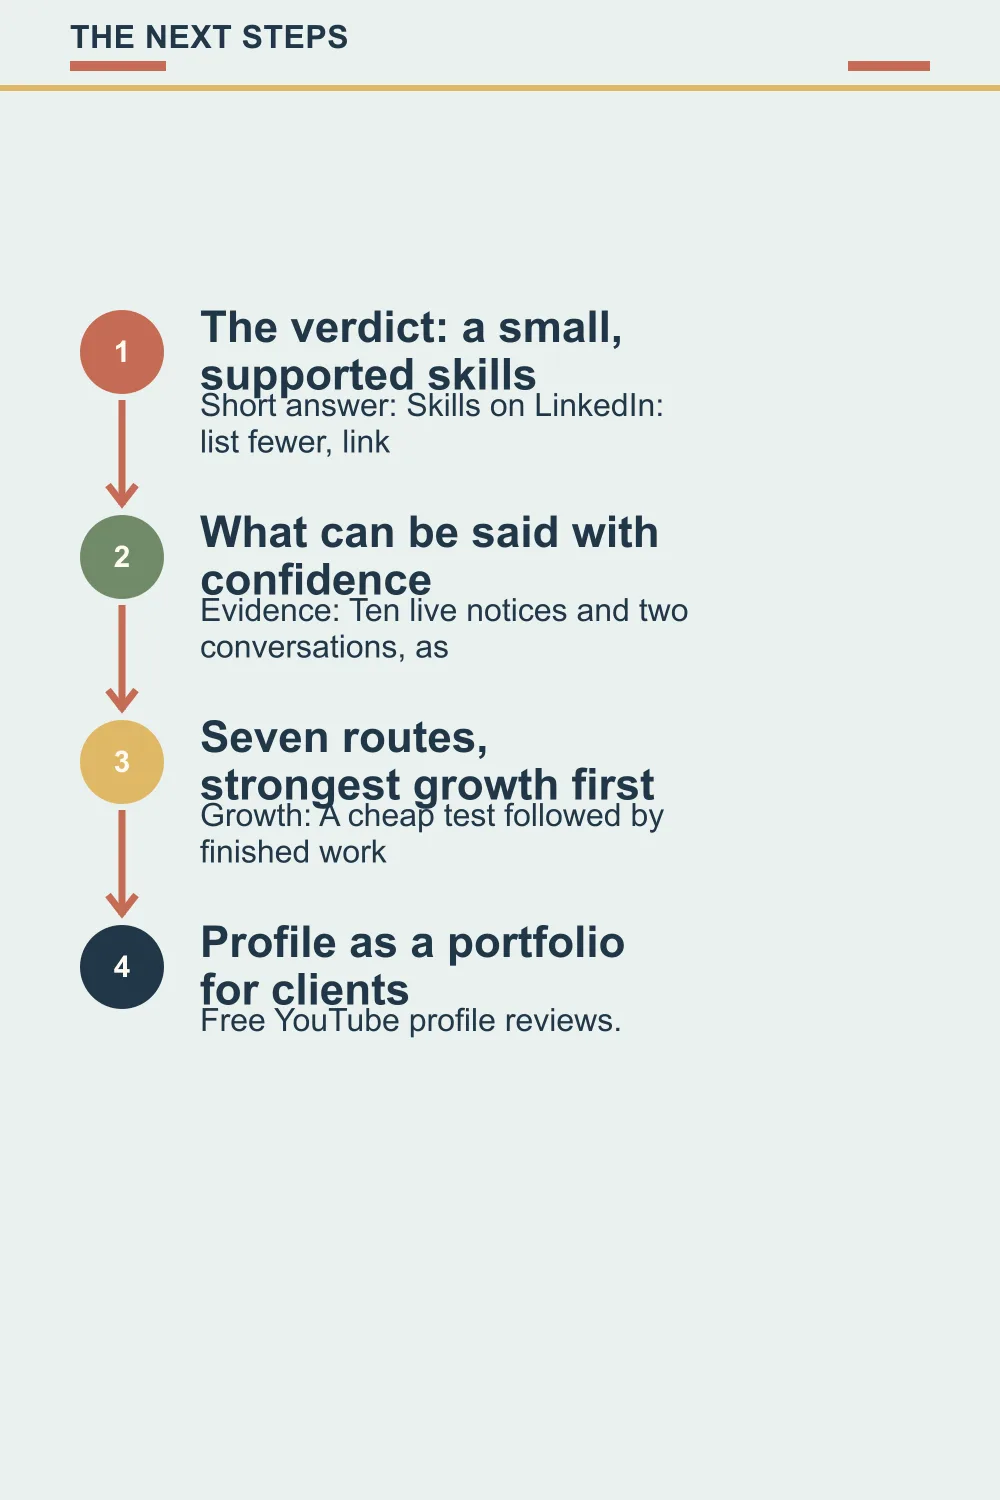 THE NEXT STEPS
1
The verdict: a small,
supported skills
Short answer: Skills on LinkedIn:
list fewer, link
2
What can be said with
confidence
Evidence: Ten live notices and two
conversations, as
3
Seven routes,
strongest growth first
Growth: A cheap test followed by
finished work
4
Profile as a portfolio
for clients
Free YouTube profile reviews.